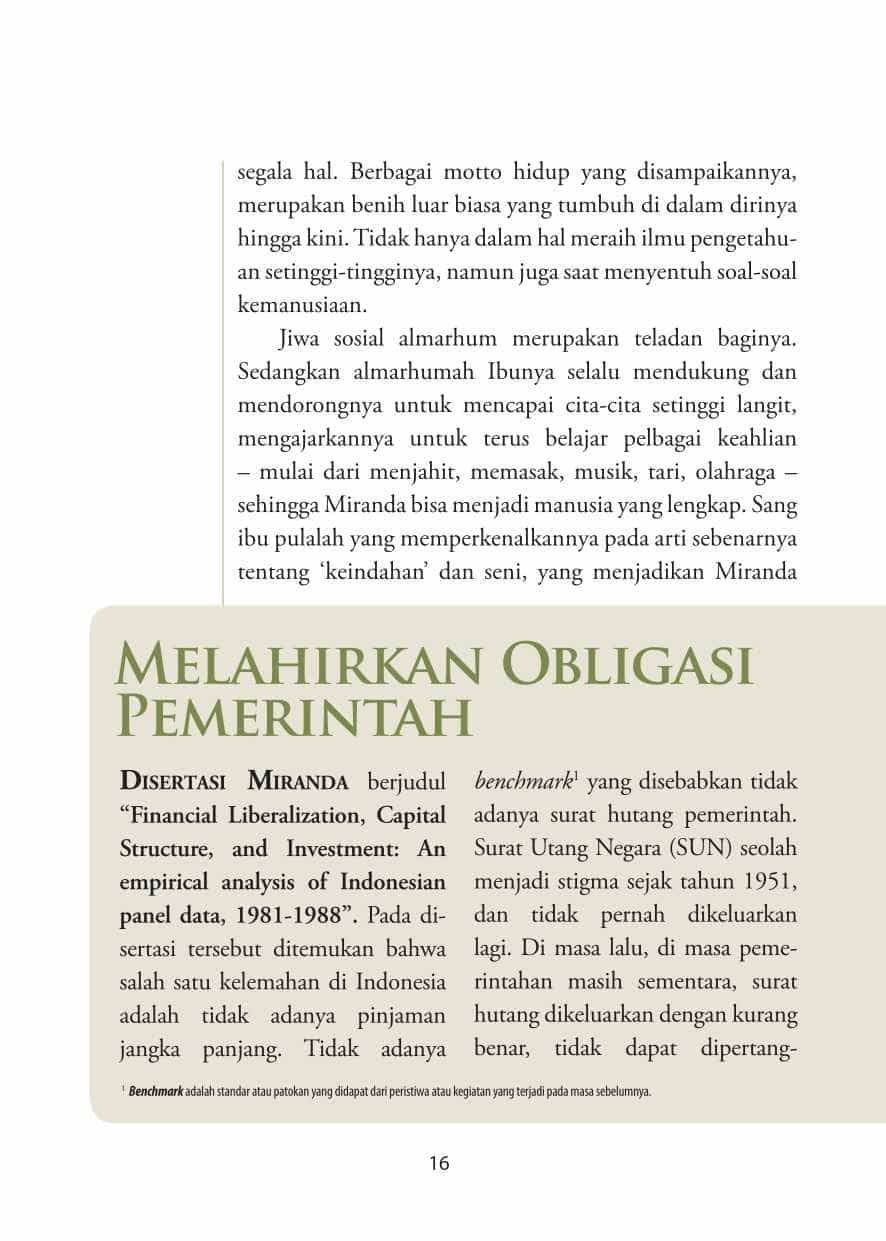 segala hal. Berbagai motto hidup yang disampaikannya,
merupakan benih luar biasa yang tumbuh di dalam dirinya
hingga kini. Tidak hanya dalam hal meraih ilmu pengetahu-
an setinggi-tingginya, namun juga saat menyentuh soal-soal
kemanusiaan.
Jiwa sosial almarhum merupakan teladan baginya.
Sedangkan almarhumah Ibunya selalu mendukung dan
mendorongnya untuk mencapai cita-cita setinggi langit,
mengajarkannya untuk terus belajar pelbagai keahlian
– mulai dari menjahit, memasak, musik, tari, olahraga –
sehingga Miranda bisa menjadi manusia yang lengkap. Sang
ibu pulalah yang memperkenalkannya pada arti sebenarnya
tentang ‘keindahan’ dan seni, yang menjadikan Miranda
MELAHIRKAN OBLIGASI
PEMERINTAH
DISERTASI MIRANDA berjudul
“Financial Liberalization, Capital
Structure, and Investment: An
empirical analysis of Indonesian
panel data, 1981-1988”. Pada di-
sertasi tersebut ditemukan bahwa
salah satu kelemahan di Indonesia
adalah tidak adanya pinjaman
jangka panjang. Tidak adanya
benchmark¹ yang disebabkan tidak
adanya surat hutang pemerintah.
Surat Utang Negara (SUN) seolah
menjadi stigma sejak tahun 1951,
dan tidak pernah dikeluarkan
lagi. Di masa lalu, di masa peme-
rintahan masih sementara, surat
hutang dikeluarkan dengan kurang
benar, tidak dapat dipertang-
¹ Benchmark adalah standar atau patokan yang didapat dari peristiwa atau kegiatan yang terjadi pada masa sebelumnya.
16